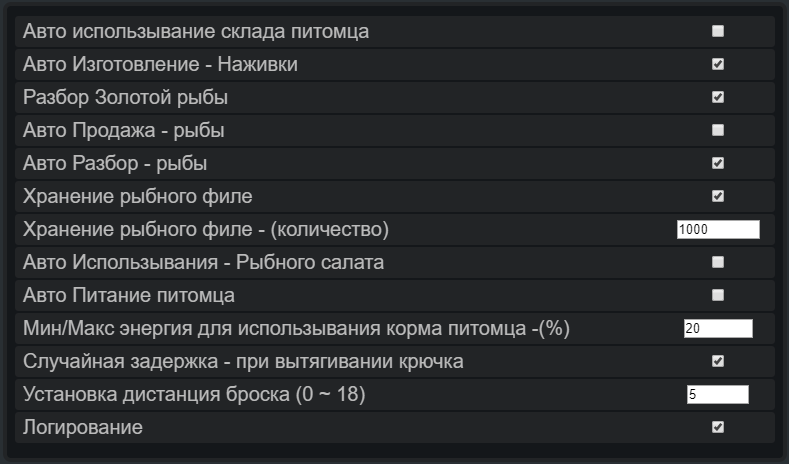 Авто использывание склада питомца
Авто Изготовление - Наживки
Разбор Золотой рыбы
Авто Продажа - рыбы
Авто Разбор - рыбы
Хранение рыбного филе
Хранение рыбного филе - (количество) 1000
Авто Использывания - Рыбного салата
Авто Питание питомца
Мин/Макс энергия для использывания корма питомца -(%) 20
Случайная задержка - при вытягивании крючка
Установка дистанция броска (0 ~ 18) 5
Логирование